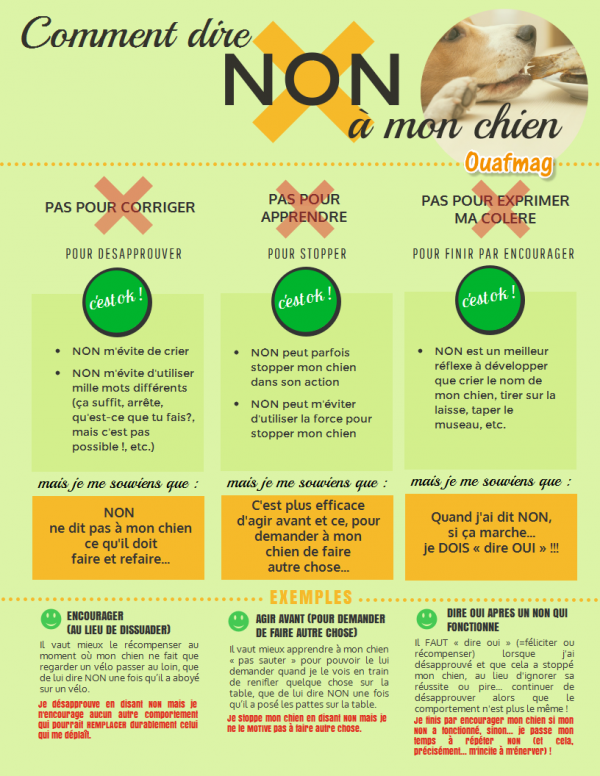 Comment dire
NON
à mon chien
Ouafmag
PAS POUR CORRIGER
POUR DESAPPROUVER
c'est ok !
• NON m'évite de crier
• NON m'évite d'utiliser
mille mots différents
(ça suffit, arrête,
qu'est-ce que tu fais?,
mais c'est pas
possible !, etc.)
mais je me souviens que :
NON
ne dit pas à mon chien
ce qu'il doit
faire et refaire...
PAS POUR
APPRENDRE
POUR STOPPER
c'est ok !
• NON peut parfois
stopper mon chien
dans son action
• NON peut m'éviter
d'utiliser la force pour
stopper mon chien
mais je me souviens que :
C'est plus efficace
d'agir avant et ce, pour
demander à mon
chien de faire
autre chose...
PAS POUR EXPRIMER
MA COLERE
POUR FINIR PAR ENCOURAGER
c'est ok !
• NON est un meilleur
réflexe à développer
que crier le nom de
mon chien, tirer sur la
laisse, taper le
museau, etc.
mais je me souviens que :
Quand j'ai dit NON,
si ça marche...
je DOIS « dire OUI » !!!
EXEMPLES
ENCOURAGER
(AU LIEU DE DISSUADER)
Il vaut mieux le récompenser au
moment où mon chien ne fait que
regarder un vélo passer au loin, que
de lui dire NON une fois qu'il a aboyé
sur un vélo.
Je désapprouve en disant NON mais je
n'encourage aucun autre comportement
qui pourrait REMPLACER durablement celui
qui me déplaît.
AGIR AVANT (POUR DEMANDER
DE FAIRE AUTRE CHOSE)
Il vaut mieux apprendre à mon chien
« pas sauter » pour pouvoir le lui
demander quand je le vois en train
de renifler quelque chose sur la
table, que de lui dire NON une fois
qu'il a posé les pattes sur la table.
Je stoppe mon chien en disant NON mais je
ne le MOTIVE pas à faire autre chose.
DIRE OUI APRES UN NON QUI
FONCTIONNE
Il FAUT « dire oui » (=féliciter ou
récompenser) lorsque j'ai
désapprouvé et que cela a stoppé
mon chien, au lieu d'ignorer sa
réussite ou pire... continuer de
désapprouver alors que le
comportement n'est plus le même !
Je finis par encourager mon chien si mon
NON a fonctionné, sinon... je passe mon
temps à répéter NON (et cela,
précisément... m'incite à m'énerver) !